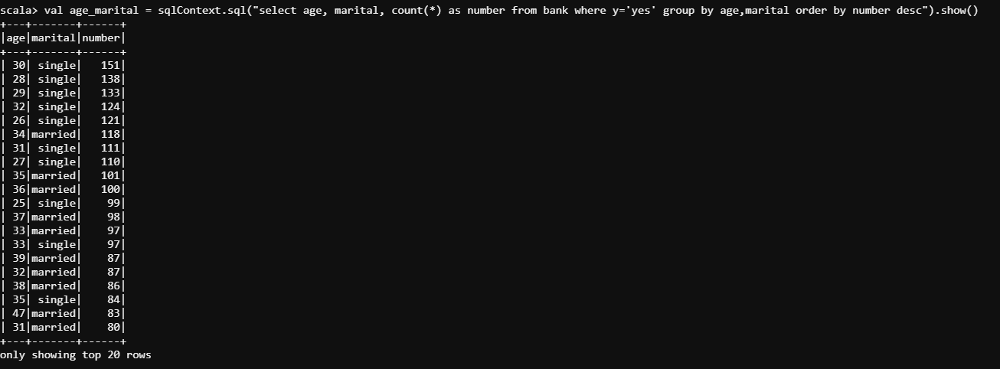 scala> val age_marital = sqlContext.sql("select age, marital, count(*) as number from bank where y='yes' group by age,marital order by number desc").show()
+---+-------+------+
|age|marital|number|
+---+-------+------+
| 30| single|   151|
| 28| single|   138|
| 29| single|   133|
| 32| single|   124|
| 26| single|   121|
| 34|married|   118|
| 31| single|   111|
| 27| single|   110|
| 35|married|   101|
| 36|married|   100|
| 25| single|    99|
| 37|married|    98|
| 33|married|    97|
| 33| single|    97|
| 39|married|    87|
| 32|married|    87|
| 38|married|    86|
| 35| single|    84|
| 47|married|    83|
| 31|married|    80|
+---+-------+------+
only showing top 20 rows